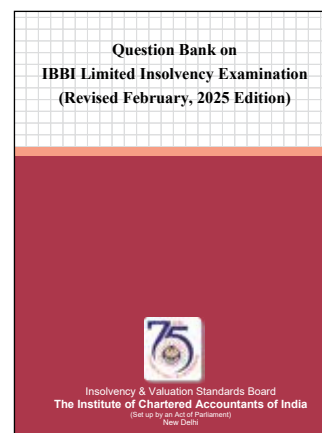 Question Bank on
IBBI Limited Insolvency Examination
(Revised February, 2025 Edition)
75
Insolvency & Valuation Standards Board
The Institute of Chartered Accountants of India
(Set up by an Act of Parliament)
New Delhi